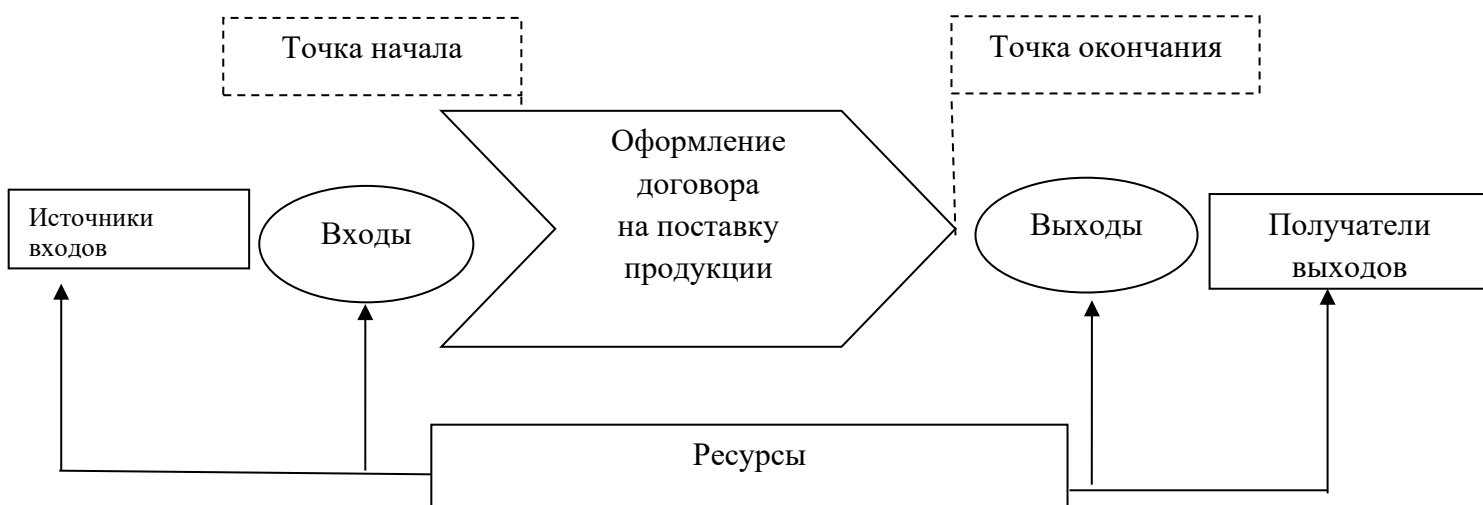 Точка начала
Точка окончания
Оформление
договора
на поставку
продукции
Источники
входов
Входы
Выходы
Получатели
выходов
Ресурсы